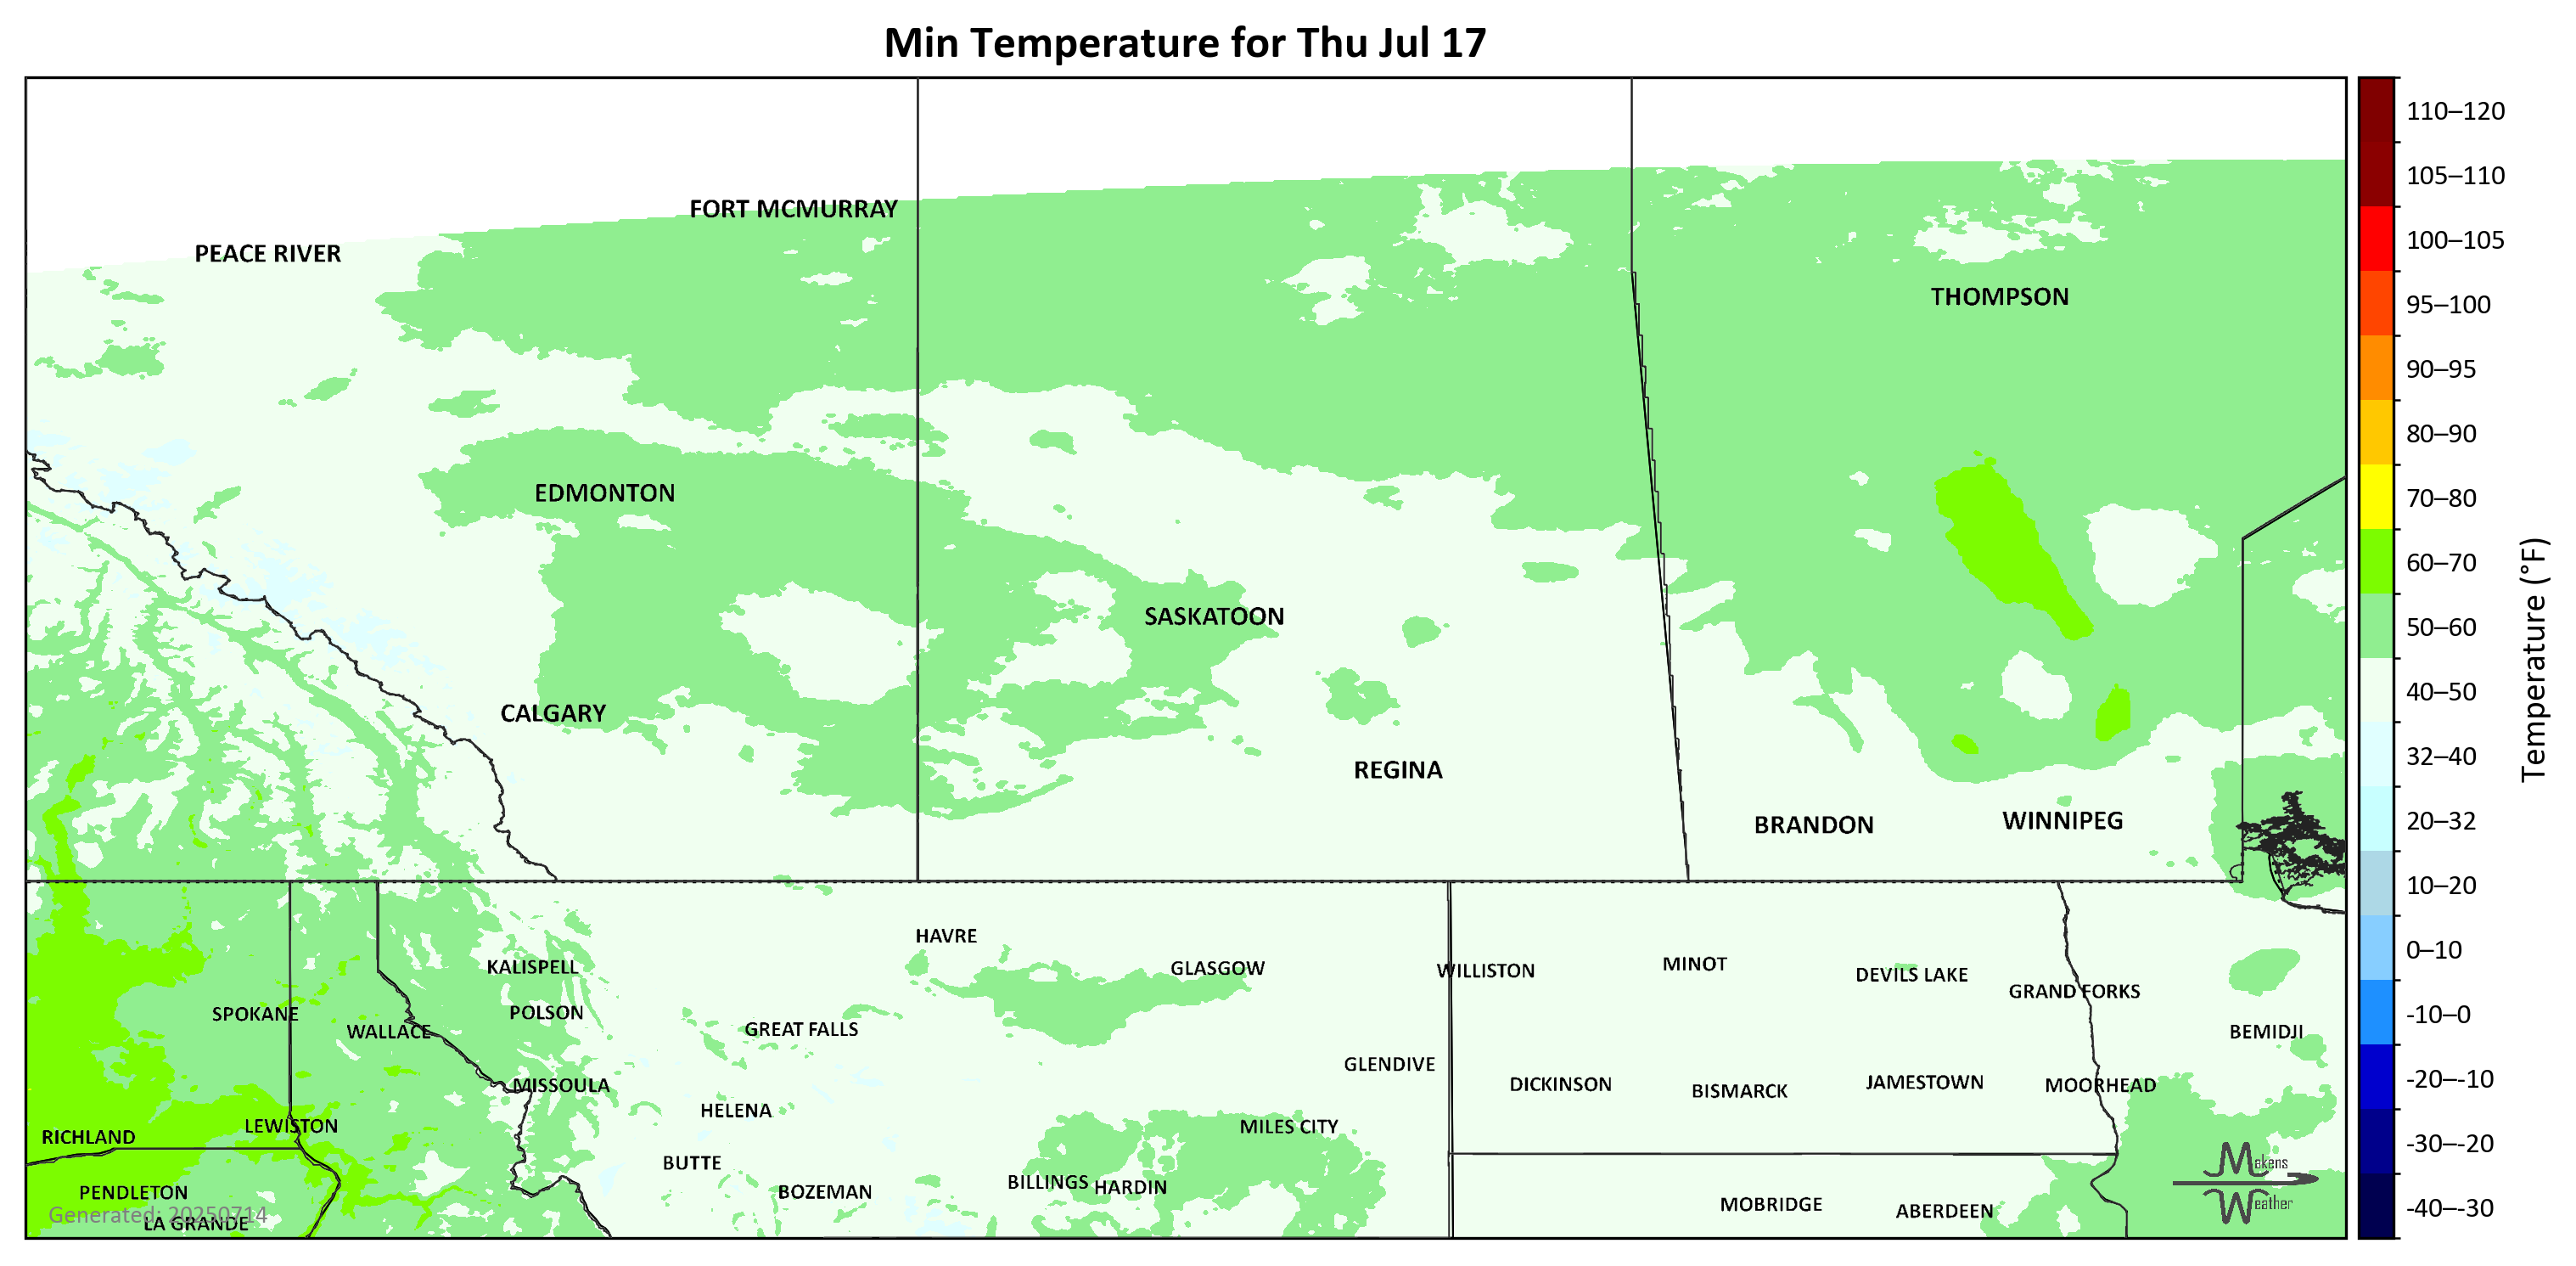 Min Temperature for Thu Jul 17
FORT MCMURRAY
PEACE RIVER
THOMPSON
EDMONTON
SASKATOON
CALGARY
REGINA
BRANDON
WINNIPEG
HAVRE
KALISPELL
GLASGOW
WILLISTON
MINOT
DEVILS LAKE
GRAND FORKS
SPOKANE
POLSON
WALLACE
GREAT FALLS
BEMIDJI
GLENDIVE
MISSOULA
DICKINSON
BISMARCK
JAMESTOWN
MOORHEAD
HELENA
LEWISTON
MILES CITY
RICHLAND
BUTTE
BILLINGS
HARDIN
PENDLETON
BOZEMAN
MOBRIDGE
ABERDEEN
Generated: 20250714
LA GRANDE
Makens
Weather
110–120
105–110
100–105
95–100
90–95
80–90
70–80
60–70
50–60
40–50
32–40
20–32
10–20
0–10
-10–0
-20–-10
-30–-20
-40–-30
Temperature (°F)